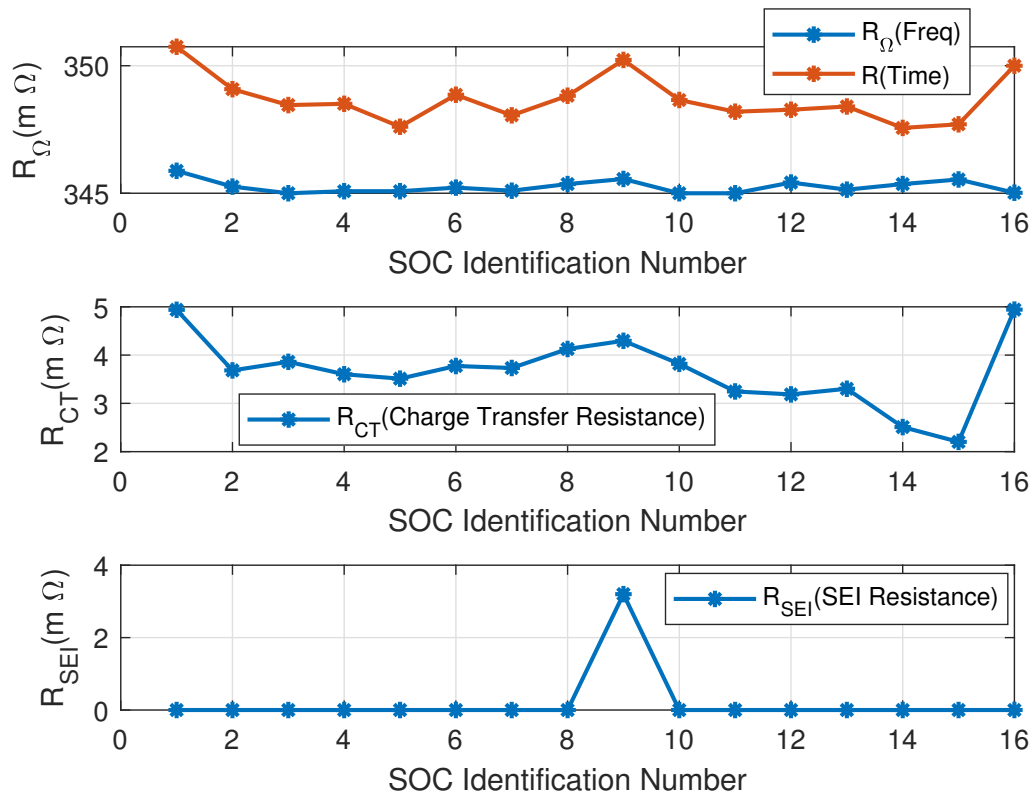 R_Ω(Freq)
R(Time)
350
345
R_Ω(m Ω)
0 2 4 6 8 10 12 14 16
SOC Identification Number
5
4
3
2
R_CT(m Ω)
R_CT(Charge Transfer Resistance)
0 2 4 6 8 10 12 14 16
SOC Identification Number
4
2
0
R_SEI(m Ω)
R_SEI(SEI Resistance)
0 2 4 6 8 10 12 14 16
SOC Identification Number